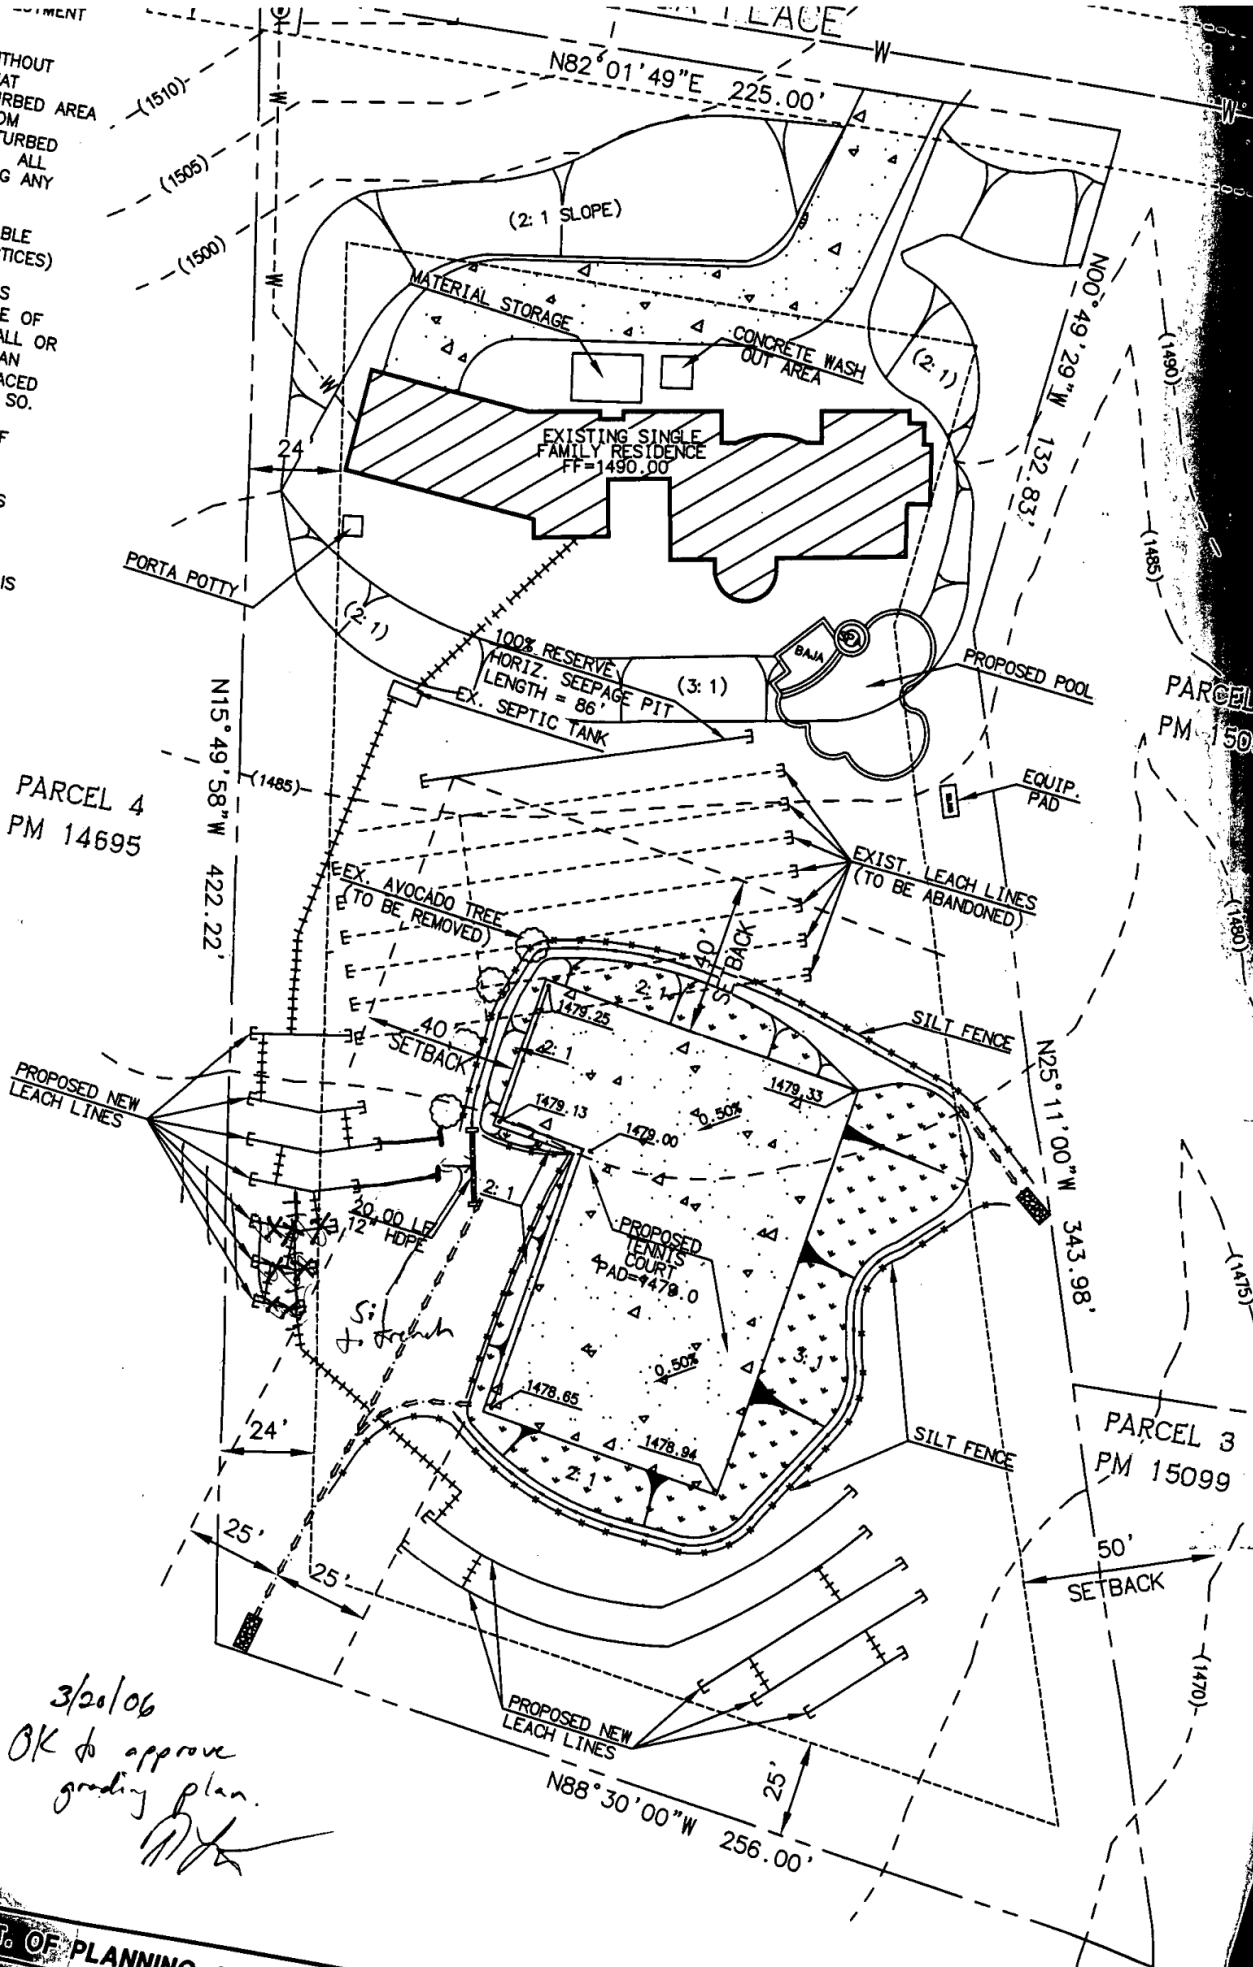 THOUT
AT
RBED AREA
OM
TURBED
ALL
G ANY
BLE
TICES)
S
E OF
ALL OR
AN
ACED
SO.
F
S
IS
PLACE
N82°01'49"E 225.00'
W
W
W
W
W
(1510)
(1505)
(1500)
(2:1 SLOPE)
MATERIAL STORAGE
CONCRETE WASH
OUT AREA
(2:1)
N00°49'29"W 132.83'
(1490)
EXISTING SINGLE
FAMILY RESIDENCE
FF=1490.00
24'
PORTA POTTY
(1485)
(2:1)
100% RESERVE
HORIZ. SEEPAGE PIT
LENGTH = 86'
EX. SEPTIC TANK
(3:1)
BAJA
SPA
PROPOSED POOL
PARCEL
PM 150
N15°49'58"W 422.22'
(1485)
PARCEL 4
PM 14695
EQUIP.
PAD
EX. AVOCADO TREE
(TO BE REMOVED)
EXIST. LEACH LINES
(TO BE ABANDONED)
(1480)
40'
SETBACK
2:1
1479.25
SILT FENCE
40'
SETBACK
2:1
PROPOSED NEW
LEACH LINES
1479.13
1479.33
0.50%
1479.00
N25°11'00"W 343.98'
2:1
20.00 LF
12" HDPE
PROPOSED
TENNIS
COURT
PAD=1479.0
(1475)
3:1
0.50%
1478.65
1478.94
2:1
24'
SILT FENCE
PARCEL 3
PM 15099
25'
25'
50'
SETBACK
(1470)
PROPOSED NEW
LEACH LINES
25'
N88°30'00"W 256.00'
3/20/06
OK to approve
grading plan.
T. OF PLANNING